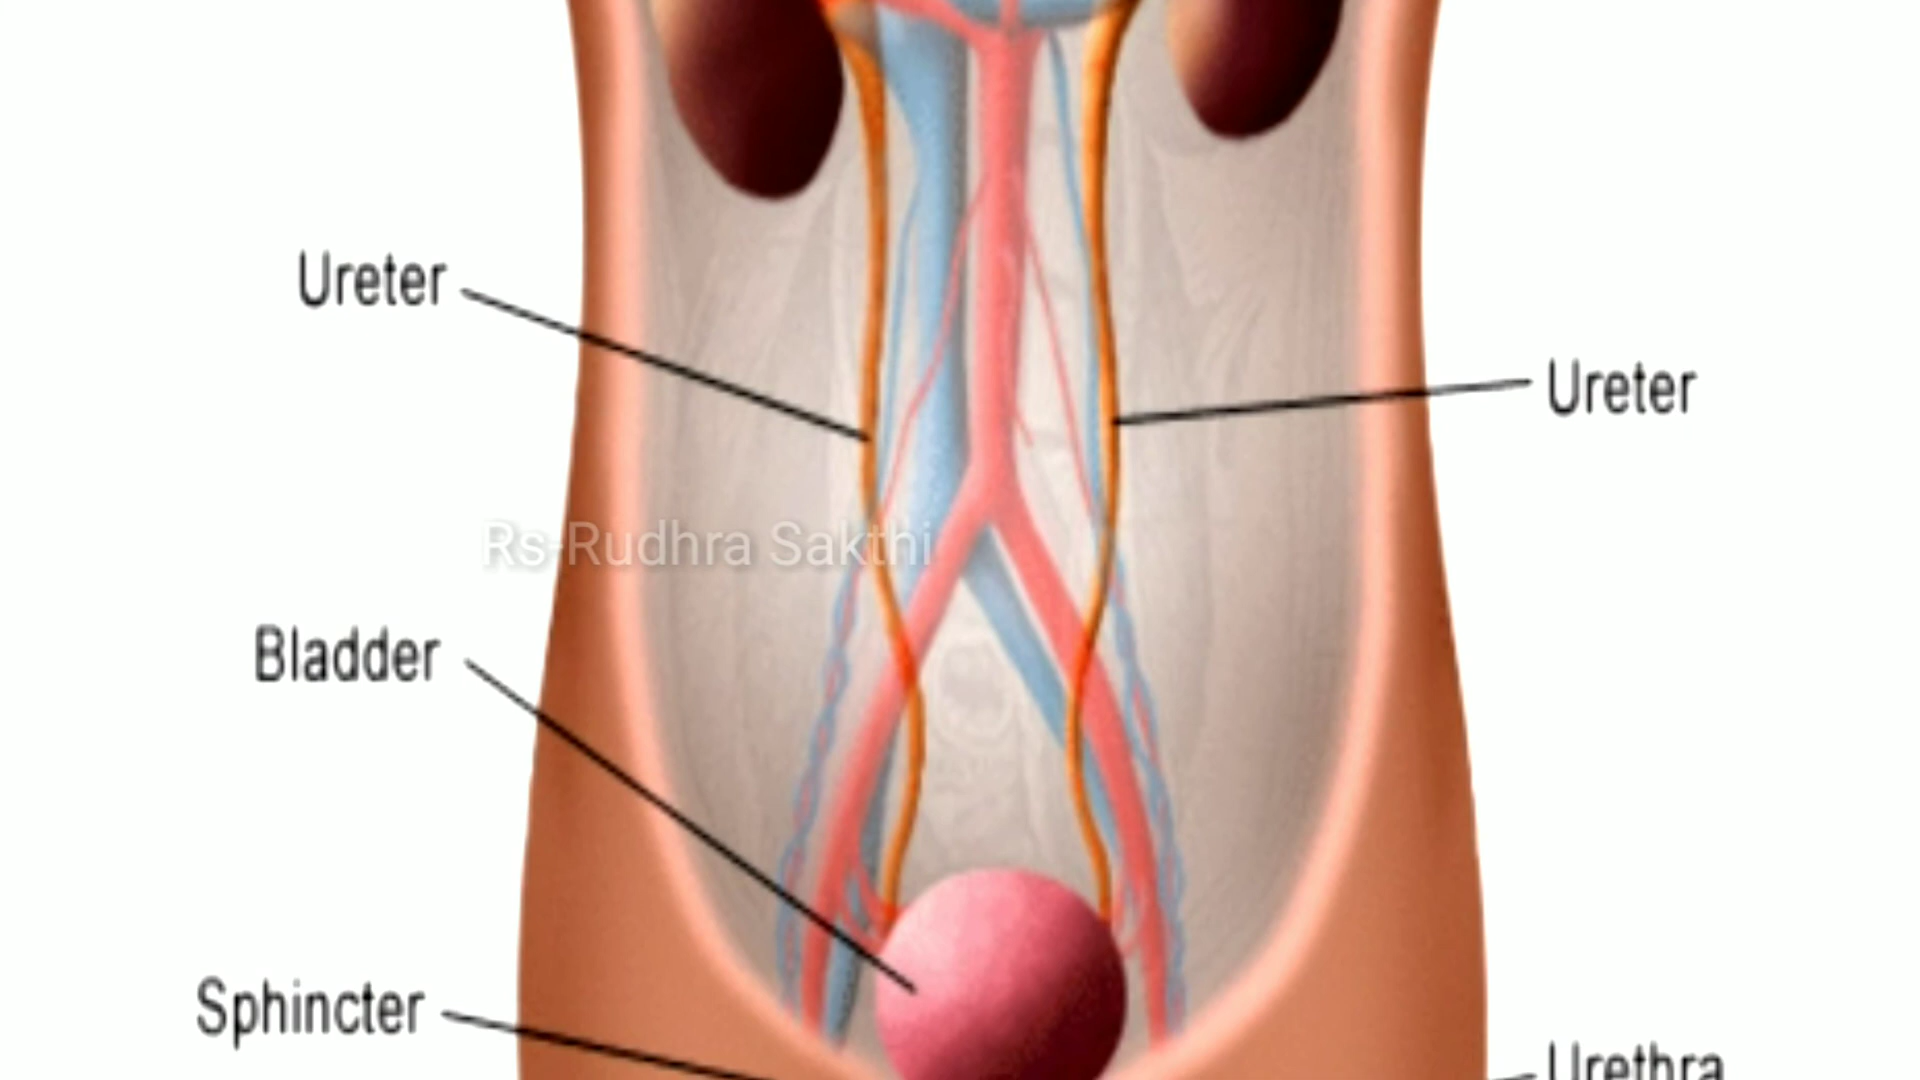 Ureter
Ureter
Rs-Rudhra Sakthi
Bladder
Sphincter
Urethra